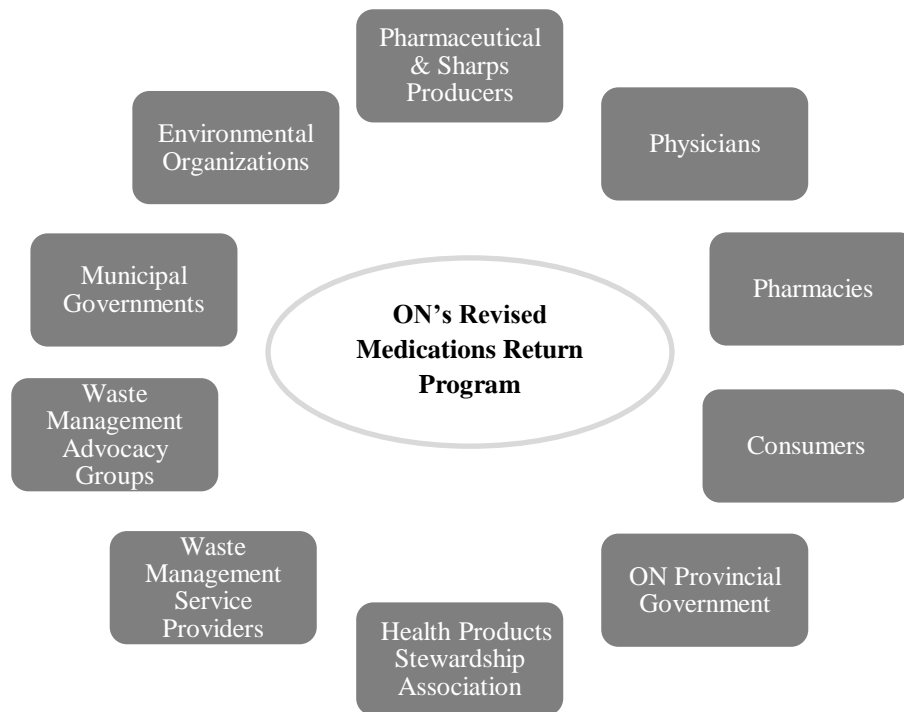 Pharmaceutical
& Sharps
Producers
Physicians
Pharmacies
Consumers
ON Provincial
Government
Health Products
Stewardship
Association
Waste
Management
Service
Providers
Waste
Management
Advocacy
Groups
Municipal
Governments
Environmental
Organizations
ON’s Revised
Medications Return
Program